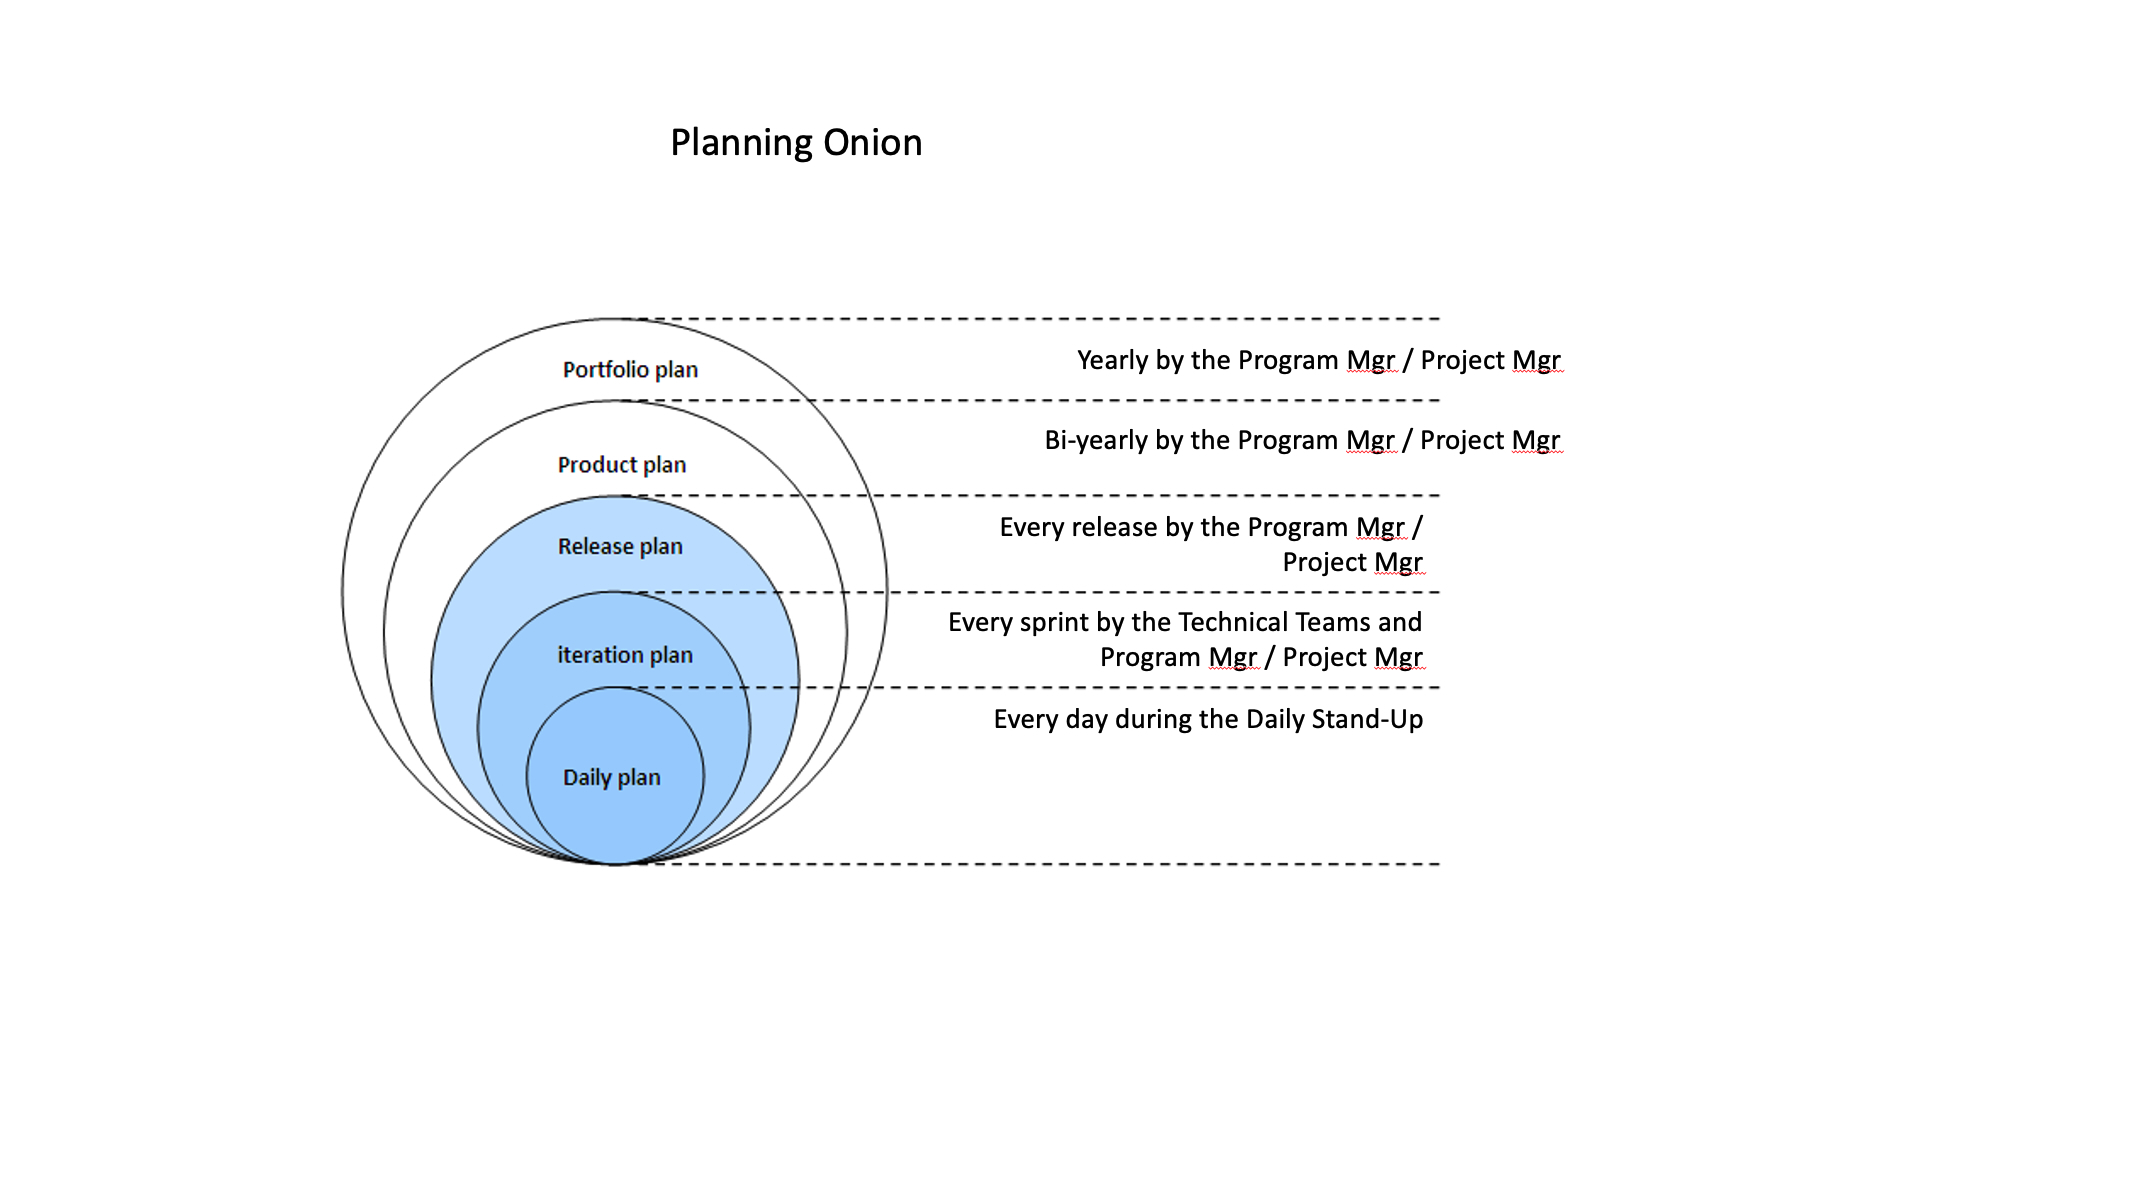 Planning Onion
Portfolio plan
Yearly by the Program Mgr / Project Mgr
Product plan
Bi-yearly by the Program Mgr / Project Mgr
Release plan
Every release by the Program Mgr /
Project Mgr
iteration plan
Every sprint by the Technical Teams and
Program Mgr / Project Mgr
Daily plan
Every day during the Daily Stand-Up